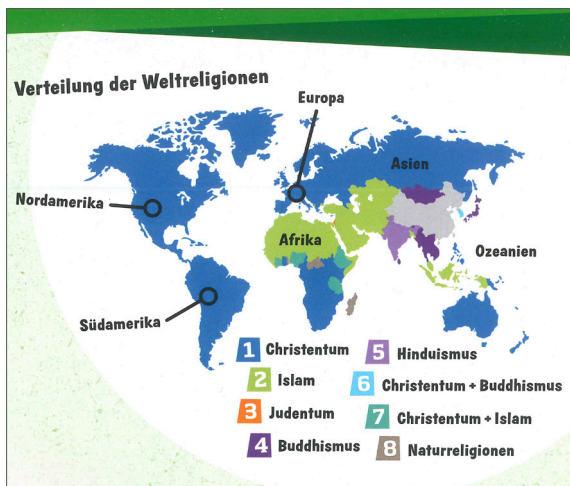 Verteilung der Weltreligionen
Europa
Asien
Nordamerika
Afrika
Ozeanien
Südamerika
1 Christentum
2 Islam
3 Judentum
4 Buddhismus
5 Hinduismus
6 Christentum + Buddhismus
7 Christentum + Islam
8 Naturreligionen